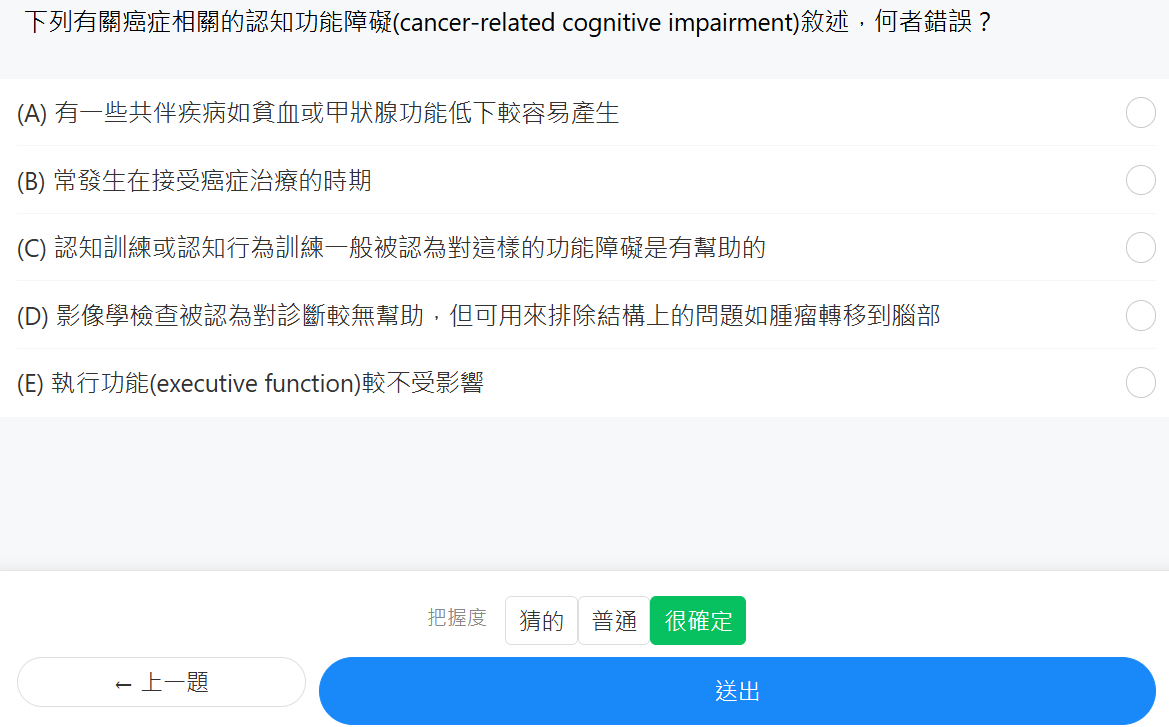 下列有關癌症相關的認知功能障礙(cancer-related cognitive impairment)敘述，何者錯誤？
(A) 有一些共伴疾病如貧血或甲狀腺功能低下較容易產生
(B) 常發生在接受癌症治療的時期
(C) 認知訓練或認知行為訓練一般被認為對這樣的功能障礙是有幫助的
(D) 影像學檢查被認為對診斷較無幫助，但可用來排除結構上的問題如腫瘤轉移到腦部
(E) 執行功能(executive function)較不受影響
把握度 猜的 普通 很確定
← 上一題 送出